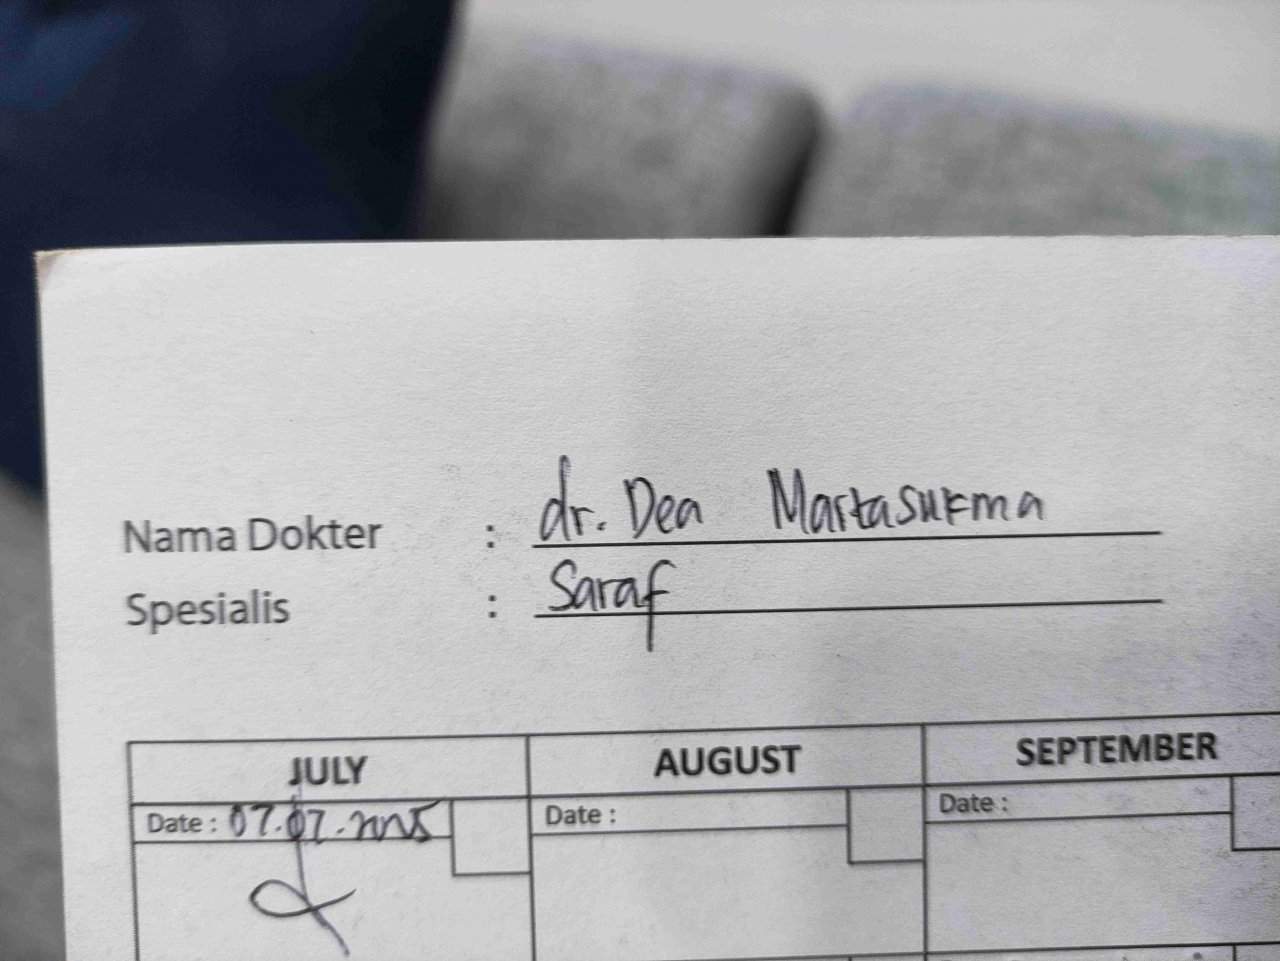 Nama Dokter : dr. Dea Martasukma
Spesialis : Saraf
JULY AUGUST SEPTEMBER
Date : 07.07.2025 Date : Date :